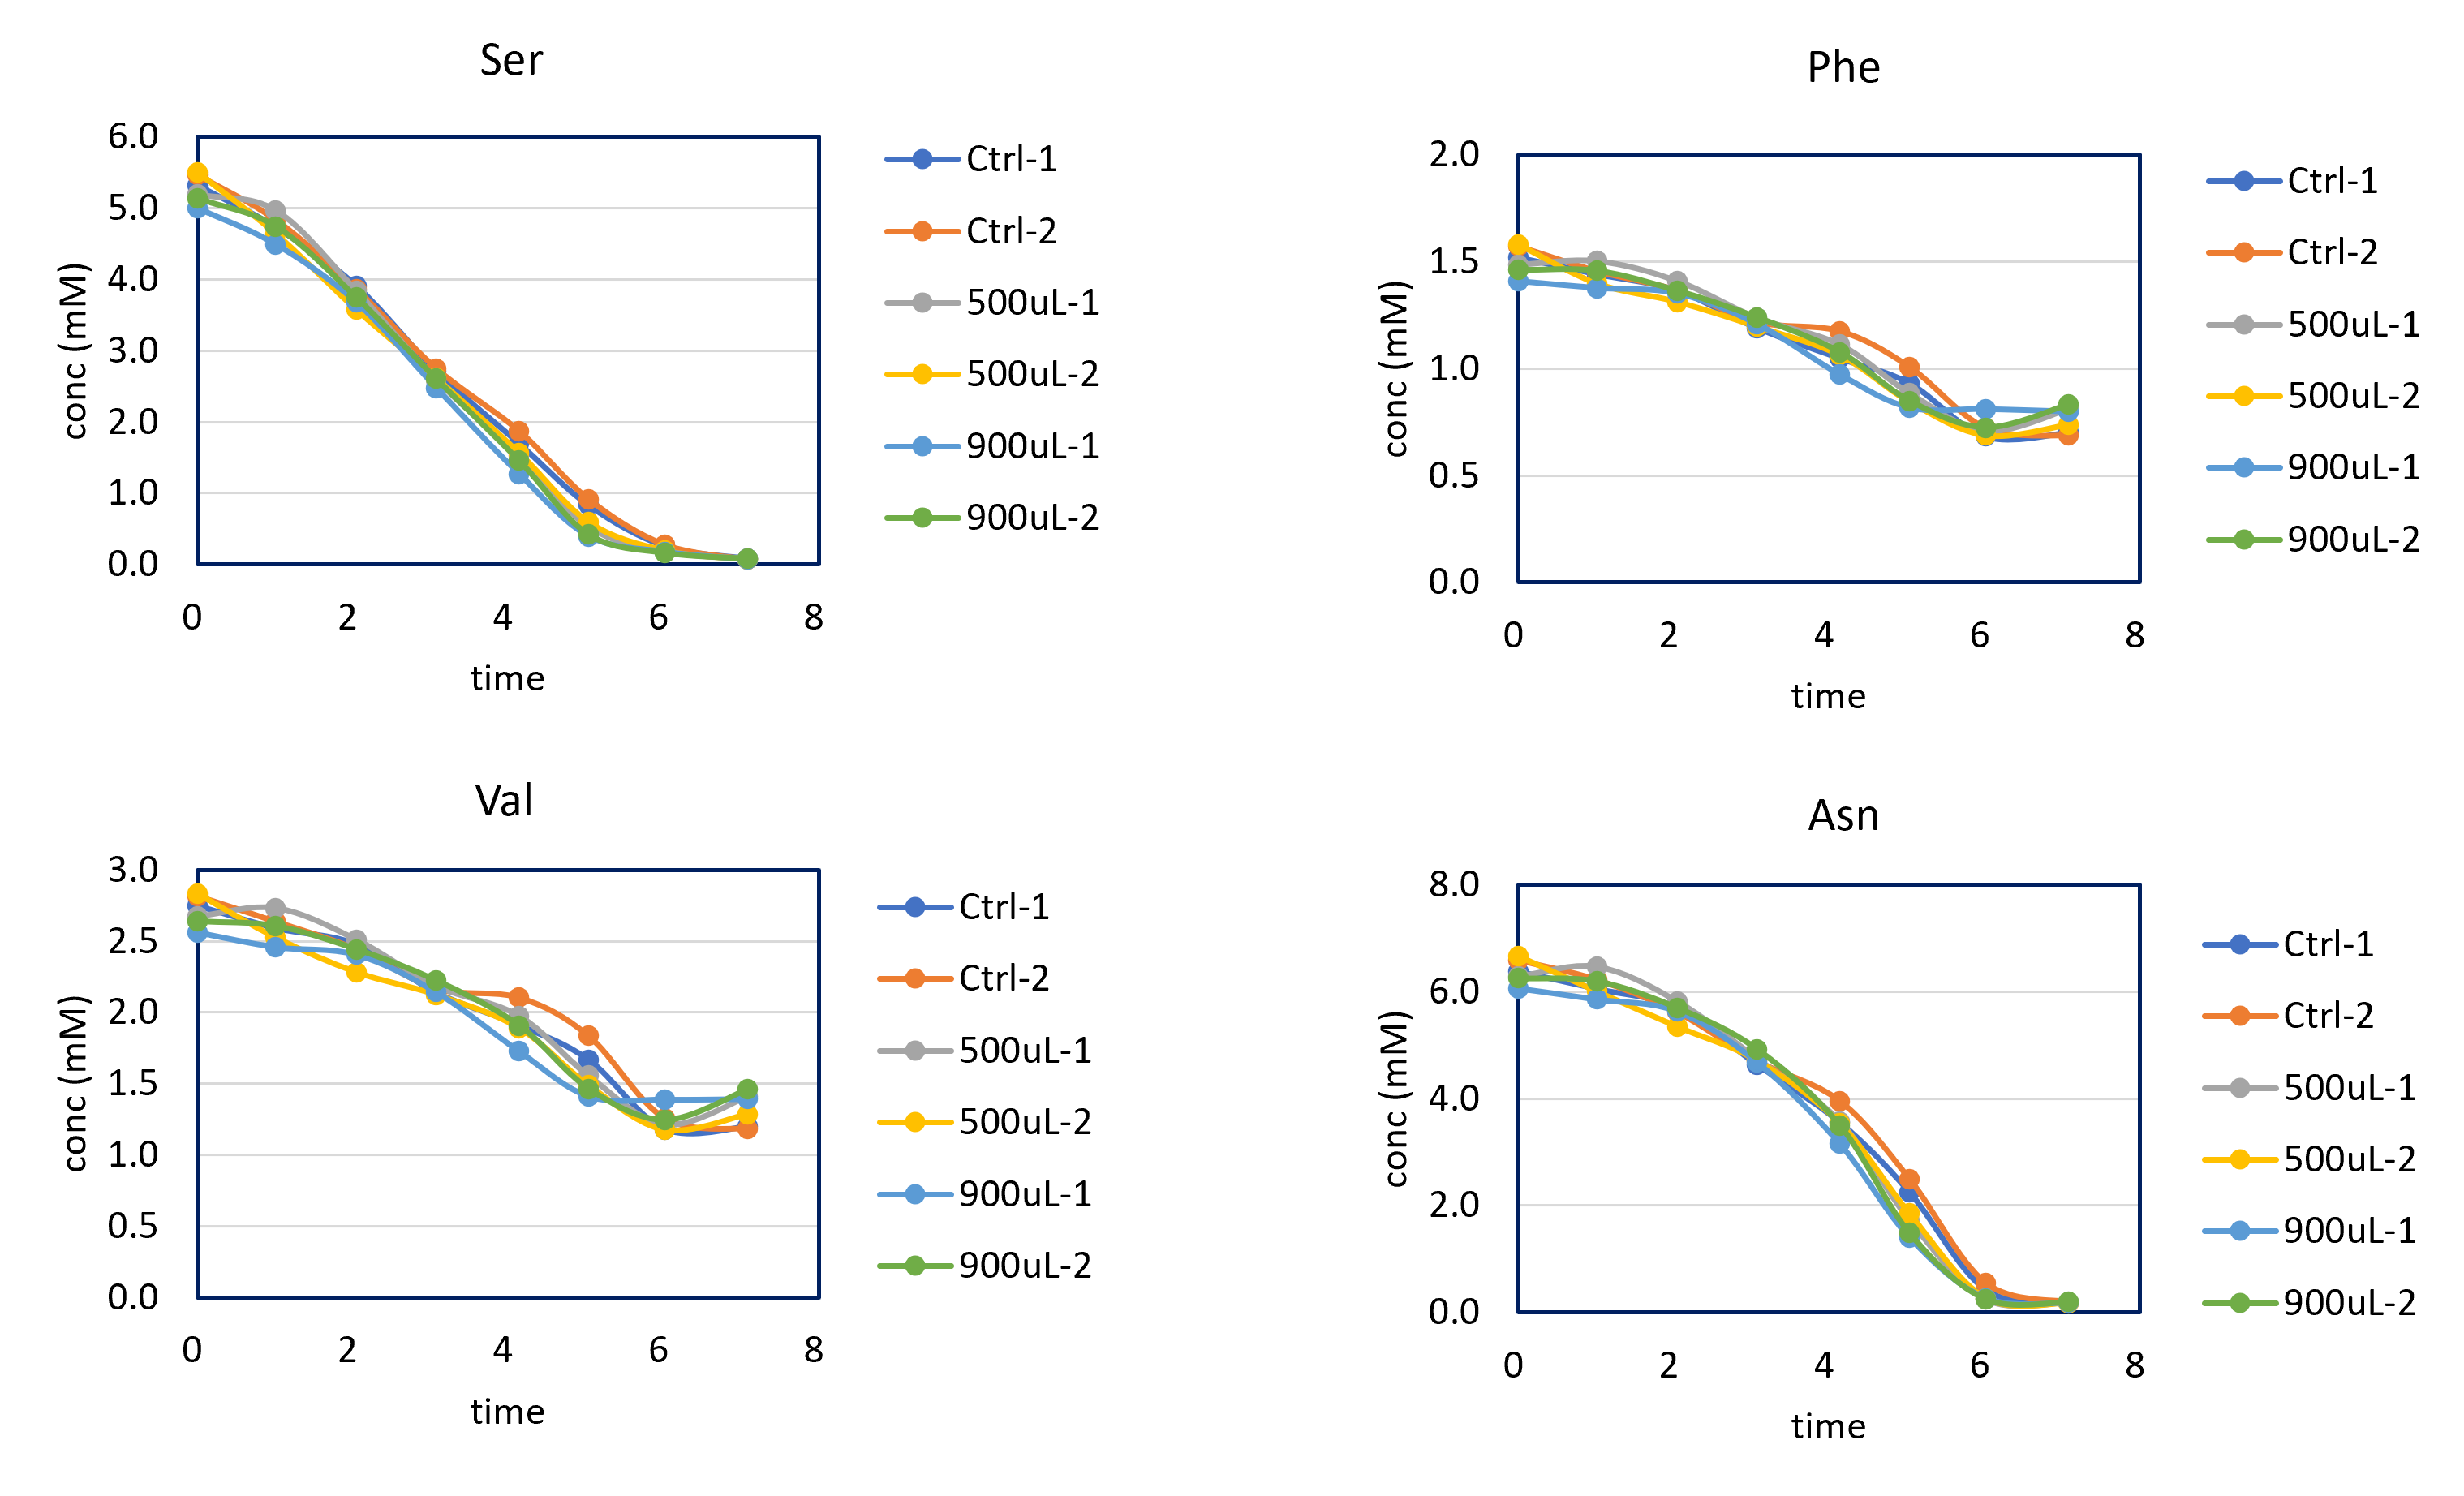 Ser
6.0
5.0
4.0
3.0
2.0
1.0
0.0
conc (mM)
0 2 4 6 8
time
Ctrl-1
Ctrl-2
500uL-1
500uL-2
900uL-1
900uL-2
Phe
2.0
1.5
1.0
0.5
0.0
conc (mM)
0 2 4 6 8
time
Ctrl-1
Ctrl-2
500uL-1
500uL-2
900uL-1
900uL-2
Val
3.0
2.5
2.0
1.5
1.0
0.5
0.0
conc (mM)
0 2 4 6 8
time
Ctrl-1
Ctrl-2
500uL-1
500uL-2
900uL-1
900uL-2
Asn
8.0
6.0
4.0
2.0
0.0
conc (mM)
0 2 4 6 8
time
Ctrl-1
Ctrl-2
500uL-1
500uL-2
900uL-1
900uL-2